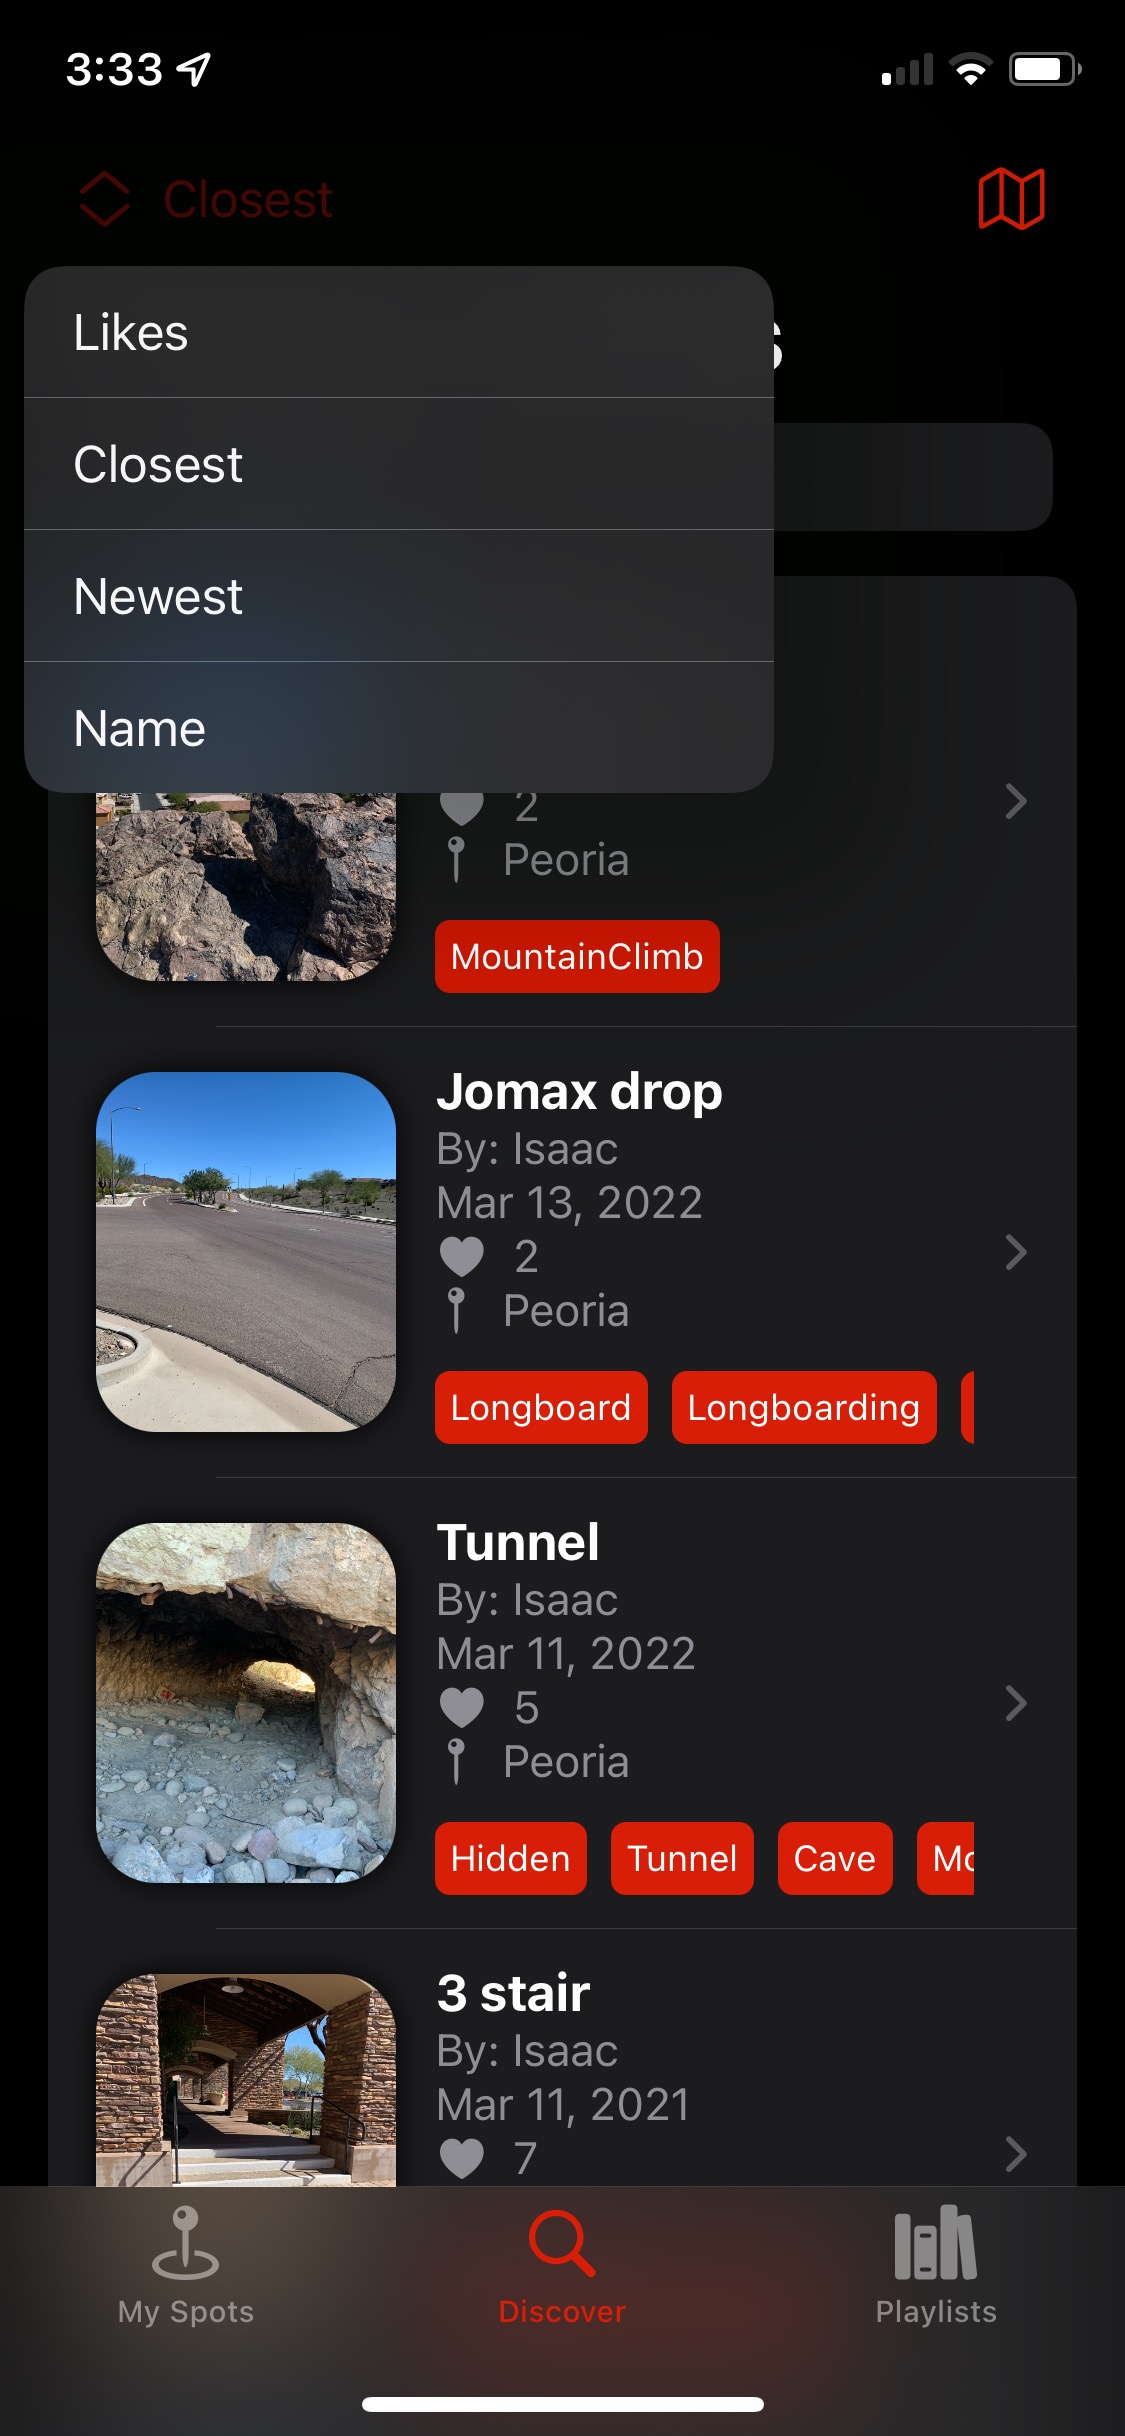 3:33
Closest
Likes
Closest
Newest
Name
2
Peoria
MountainClimb
Jomax drop
By: Isaac
Mar 13, 2022
2
Peoria
Longboard Longboarding
Tunnel
By: Isaac
Mar 11, 2022
5
Peoria
Hidden Tunnel Cave
3 stair
By: Isaac
Mar 11, 2021
7
My Spots Discover Playlists